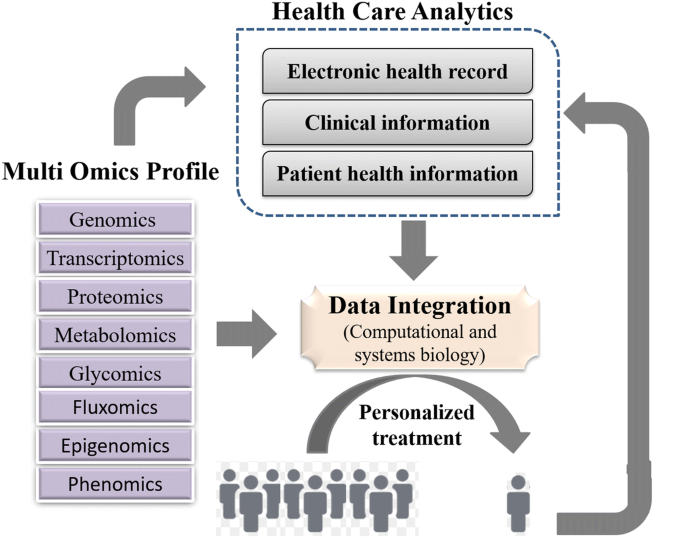 Health Care Analytics
Electronic health record
Clinical information
Patient health information
Multi Omics Profile
Genomics
Transcriptomics
Proteomics
Metabolomics
Glycomics
Fluxomics
Epigenomics
Phenomics
Data Integration
(Computational and
systems biology)
Personalized
treatment